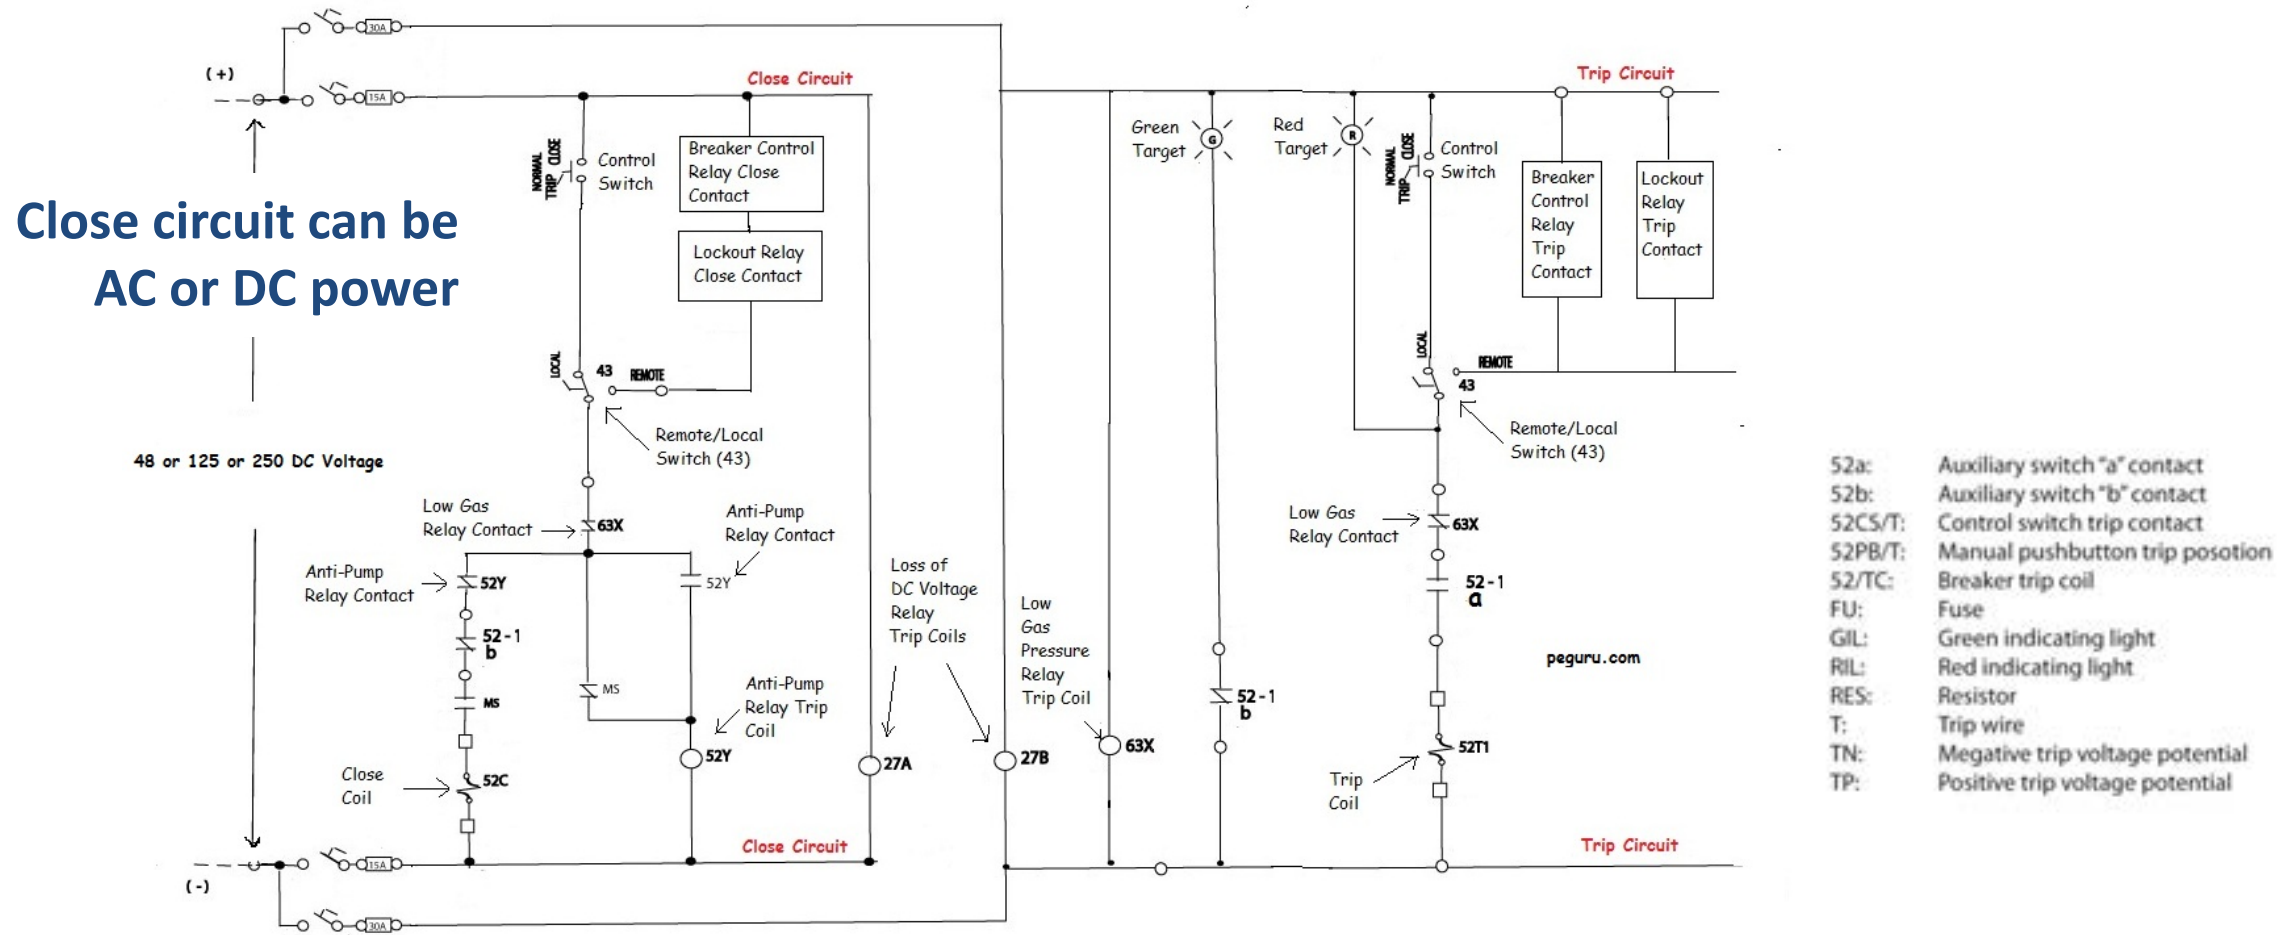 30A
(+)
15A
Close Circuit
Trip Circuit
Close circuit can be
AC or DC power
48 or 125 or 250 DC Voltage
NORMAL
TRIP CLOSE
Control
Switch
Breaker Control
Relay Close
Contact
Lockout Relay
Close Contact
LOCAL
43
REMOTE
Remote/Local
Switch (43)
Low Gas
Relay Contact
63X
Anti-Pump
Relay Contact
52Y
Anti-Pump
Relay Contact
52Y
52-1
b
MS
MS
Close
Coil
52C
Anti-Pump
Relay Trip
Coil
52Y
Loss of
DC Voltage
Relay
Trip Coils
27A
27B
Low
Gas
Pressure
Relay
Trip Coil
63X
Green
Target
G
Red
Target
R
NORMAL
TRIP CLOSE
Control
Switch
Breaker
Control
Relay
Trip
Contact
Lockout
Relay
Trip
Contact
LOCAL
REMOTE
43
Remote/Local
Switch (43)
Low Gas
Relay Contact
63X
52-1
a
52-1
b
peguru.com
52T1
Trip
Coil
Close Circuit
Trip Circuit
15A
(-)
30A
52a: Auxiliary switch "a" contact
52b: Auxiliary switch "b" contact
52CS/T: Control switch trip contact
52PB/T: Manual pushbutton trip posotion
52/TC: Breaker trip coil
FU: Fuse
GIL: Green indicating light
RIL: Red indicating light
RES: Resistor
T: Trip wire
TN: Megative trip voltage potential
TP: Positive trip voltage potential